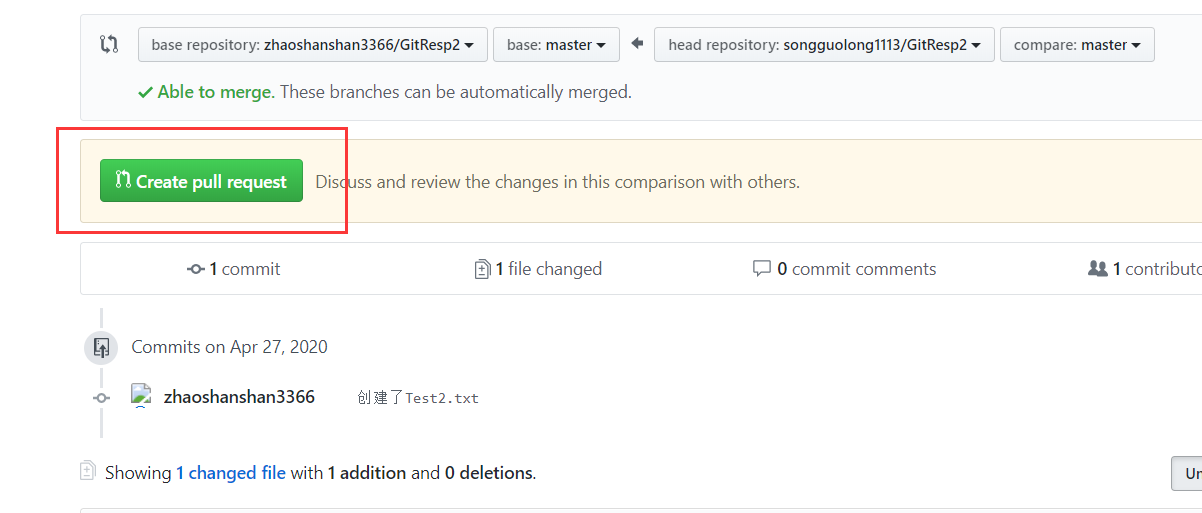 base repository: zhaoshanshan3366/GitResp2 base: master head repository: songguolong1113/GitResp2 compare: master
Able to merge. These branches can be automatically merged.
Create pull request Discuss and review the changes in this comparison with others.
1 commit 1 file changed 0 commit comments 1 contributo
Commits on Apr 27, 2020
zhaoshanshan3366 创建了Test2.txt
Showing 1 changed file with 1 addition and 0 deletions. Un